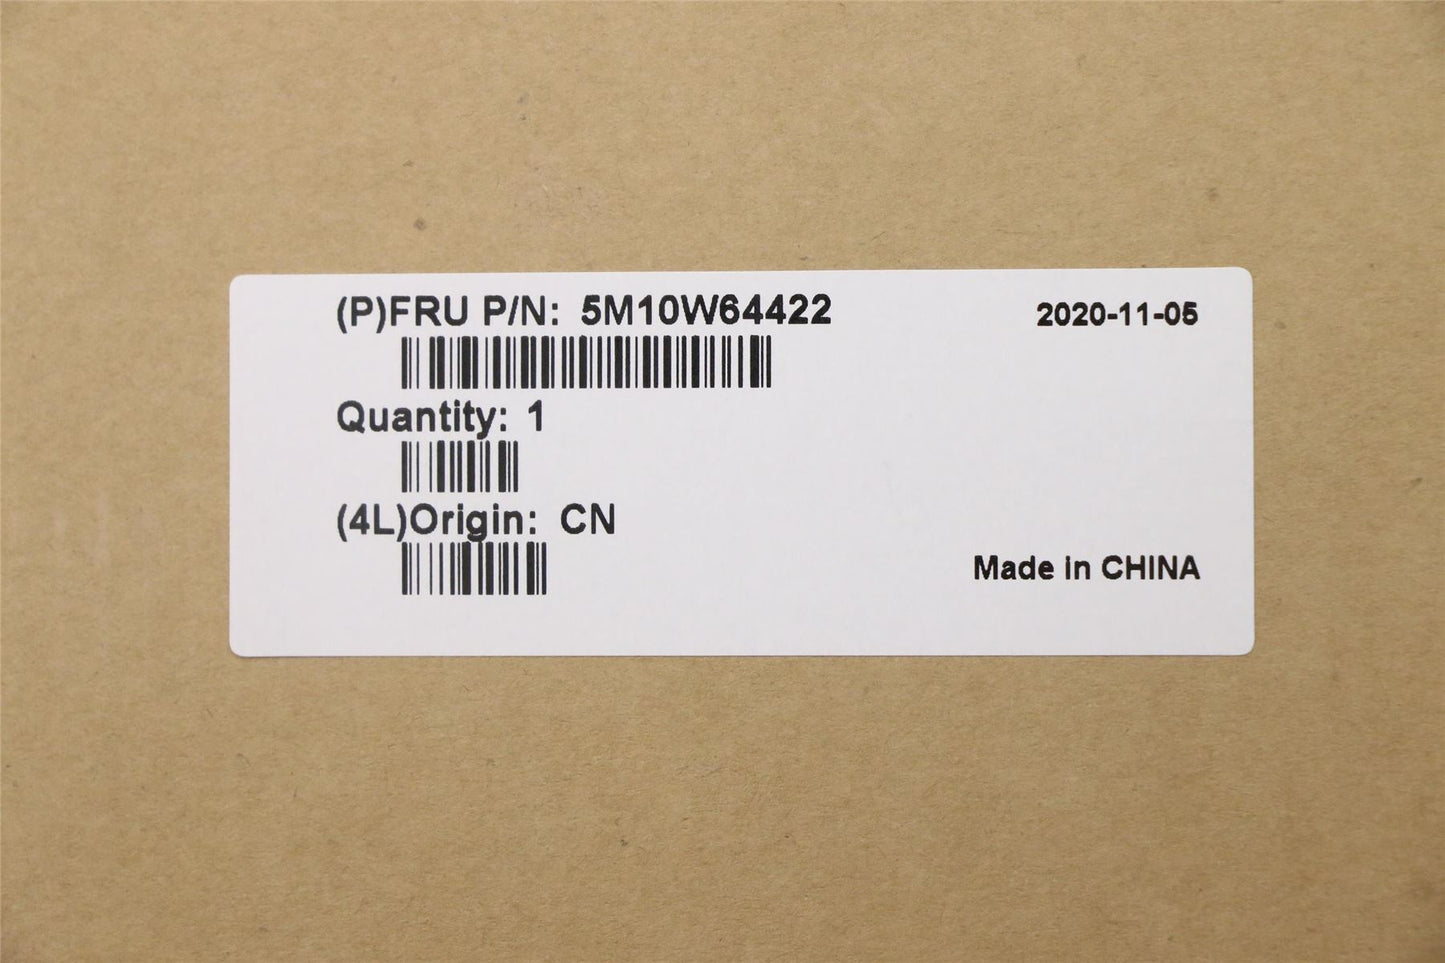 (P)FRU P/N: 5M10W64422
2020-11-05
Quantity: 1
(4L)Origin: CN
Made in CHINA